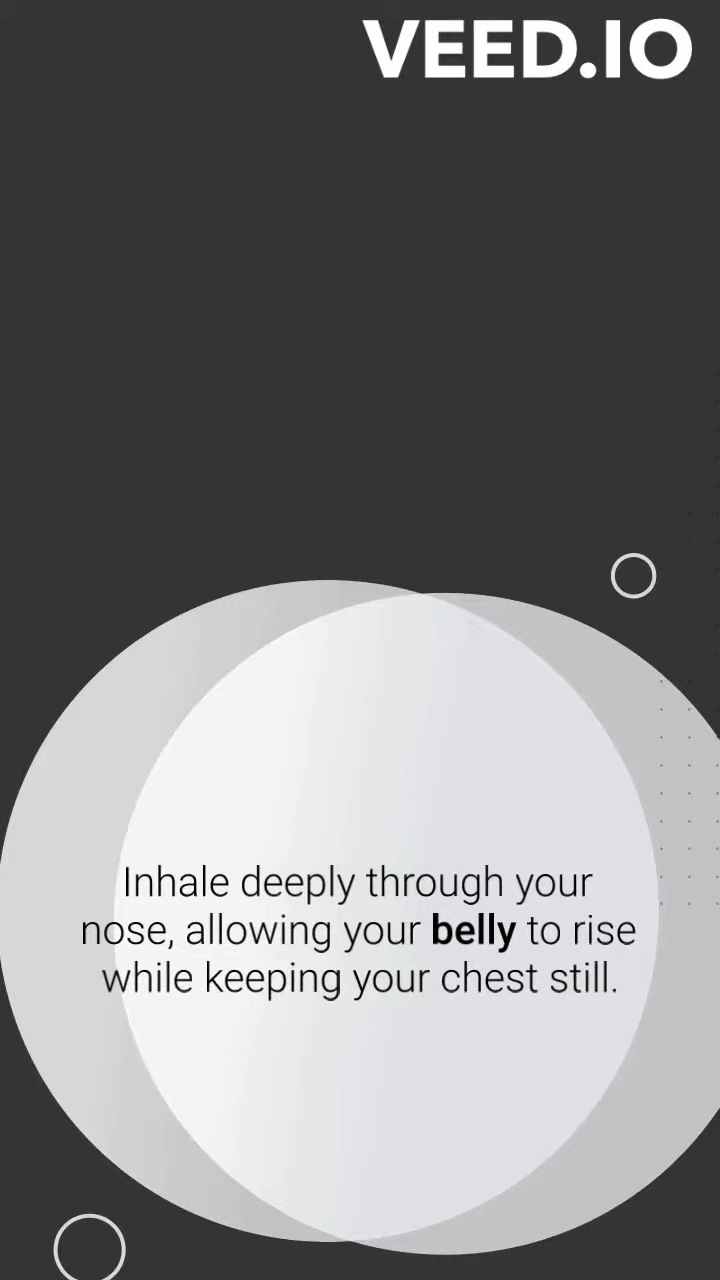 VEED.IO
Inhale deeply through your
nose, allowing your belly to rise
while keeping your chest still.